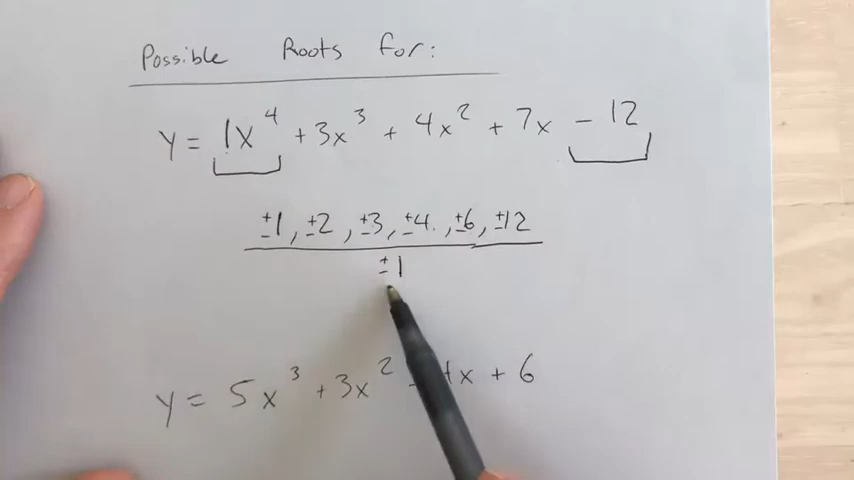 Possible Roots for:
y = 1x⁴ + 3x³ + 4x² + 7x - 12
±1, ±2, ±3, ±4, ±6, ±12
±1
y = 5x³ + 3x² - x + 6